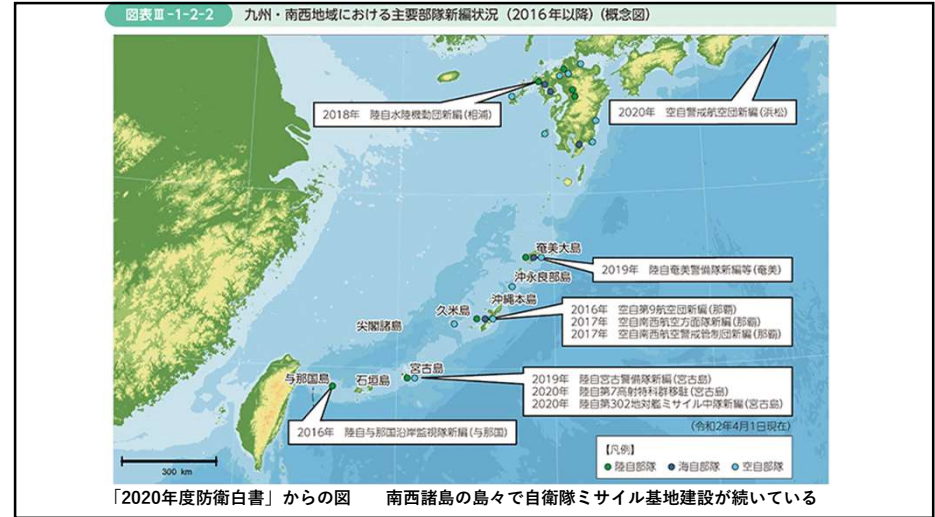 図表Ⅲ-1-2-2 九州・南西地域における主要部隊新編状況（2016年以降）（概念図）
2018年 陸自水陸機動団新編（相浦）
2020年 空自警戒航空団新編（浜松）
奄美大島
2019年 陸自奄美警備隊新編等（奄美）
沖永良部島
沖縄本島
久米島
2016年 空自第9航空団新編（那覇）
2017年 空自南西航空方面隊新編（那覇）
2017年 空自南西航空警戒管制団新編（那覇）
尖閣諸島
宮古島
与那国島
石垣島
2019年 陸自宮古警備隊新編（宮古島）
2020年 陸自第7高射特科群移駐（宮古島）
2020年 陸自第302地対艦ミサイル中隊新編（宮古島）
（令和2年4月1日現在）
2016年 陸自与那国沿岸監視隊新編（与那国）
【凡例】
陸自部隊 海自部隊 空自部隊
300 km
「2020年度防衛白書」からの図 南西諸島の島々で自衛隊ミサイル基地建設が続いている